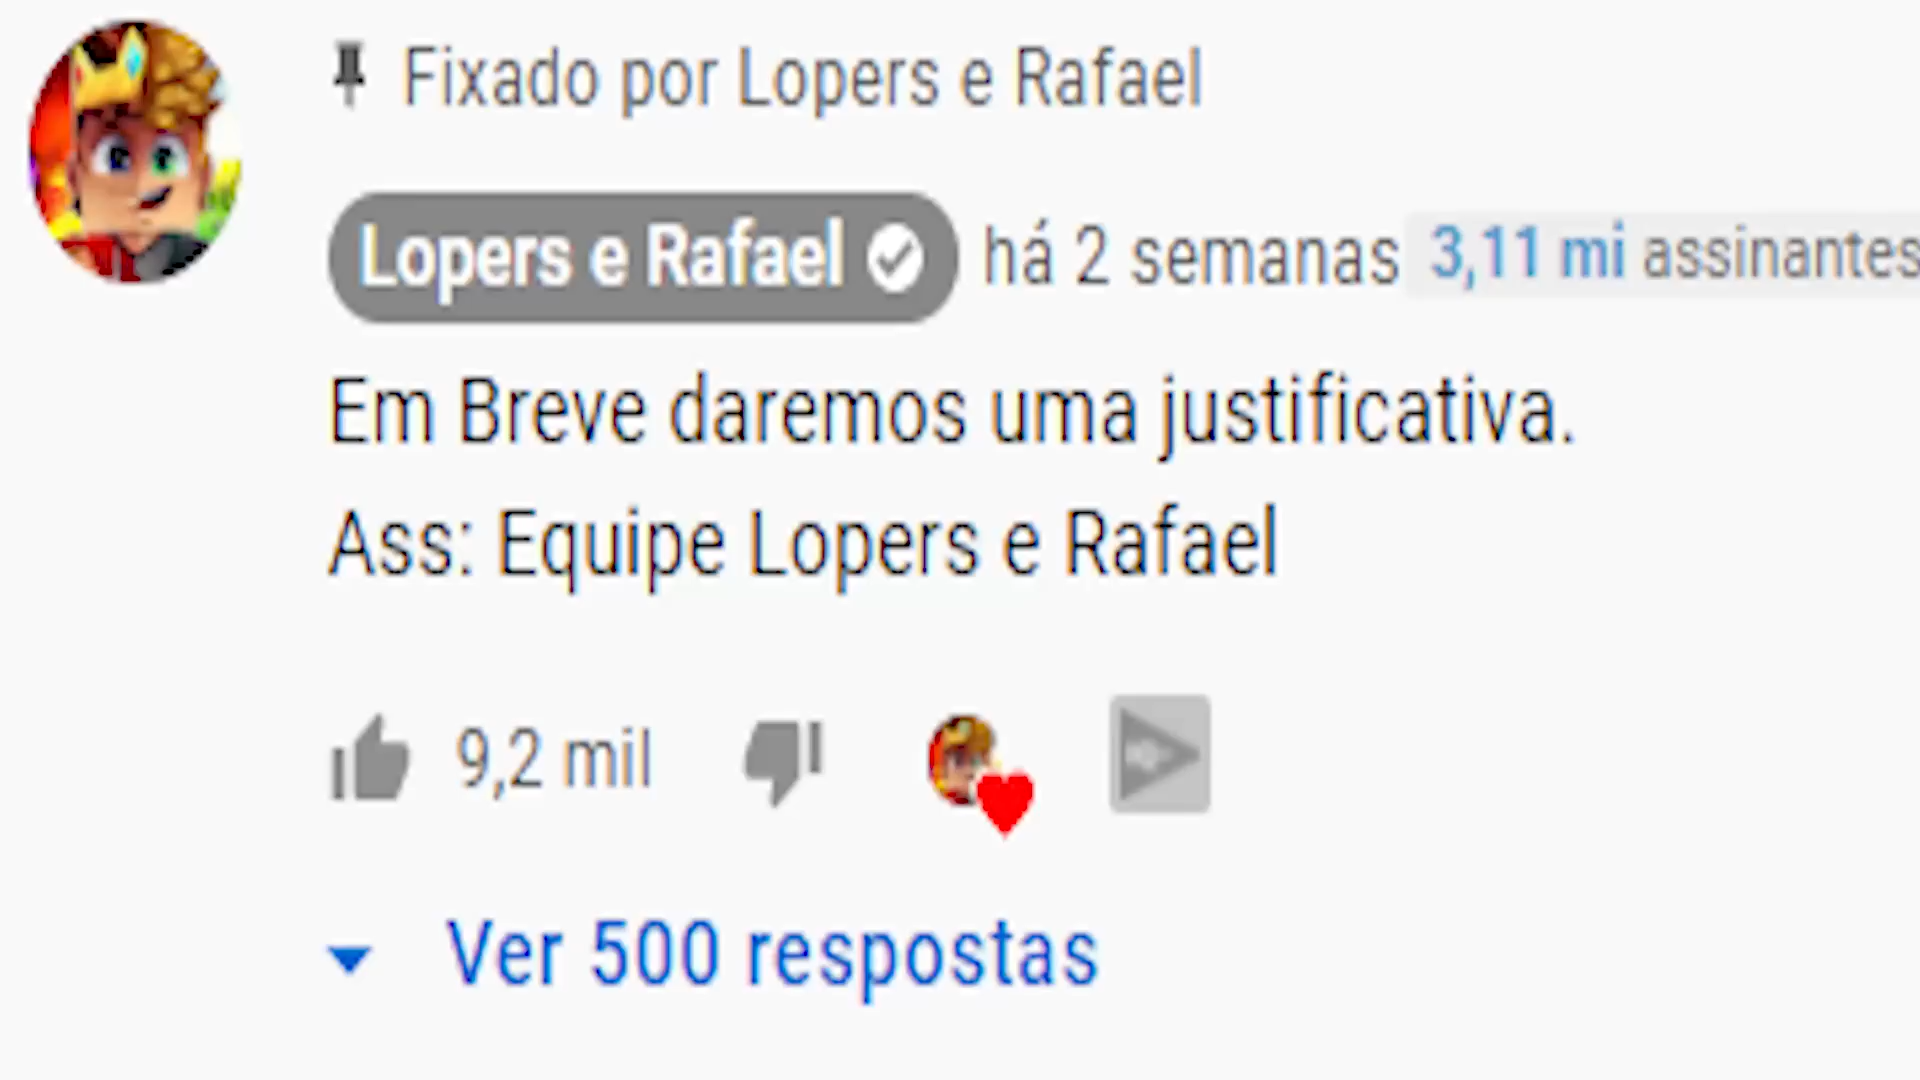 Fixado por Lopers e Rafael
Lopers e Rafael há 2 semanas 3,11 mi assinantes
Em Breve daremos uma justificativa.
Ass: Equipe Lopers e Rafael
9,2 mil
Ver 500 respostas